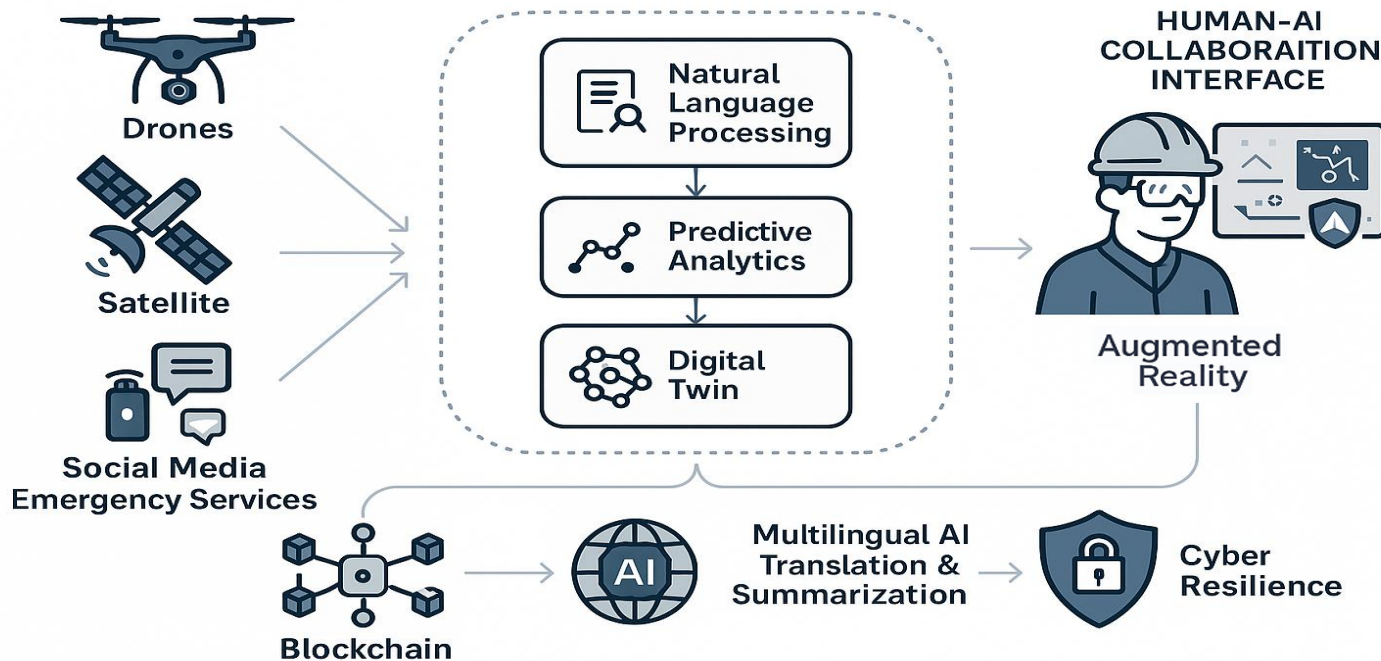 Drones
Satellite
Social Media
Emergency Services
Natural
Language
Processing
Predictive
Analytics
Digital
Twin
HUMAN-AI
COLLABORAITION
INTERFACE
Augmented
Reality
Blockchain
AI
Multilingual AI
Translation &
Summarization
Cyber
Resilience